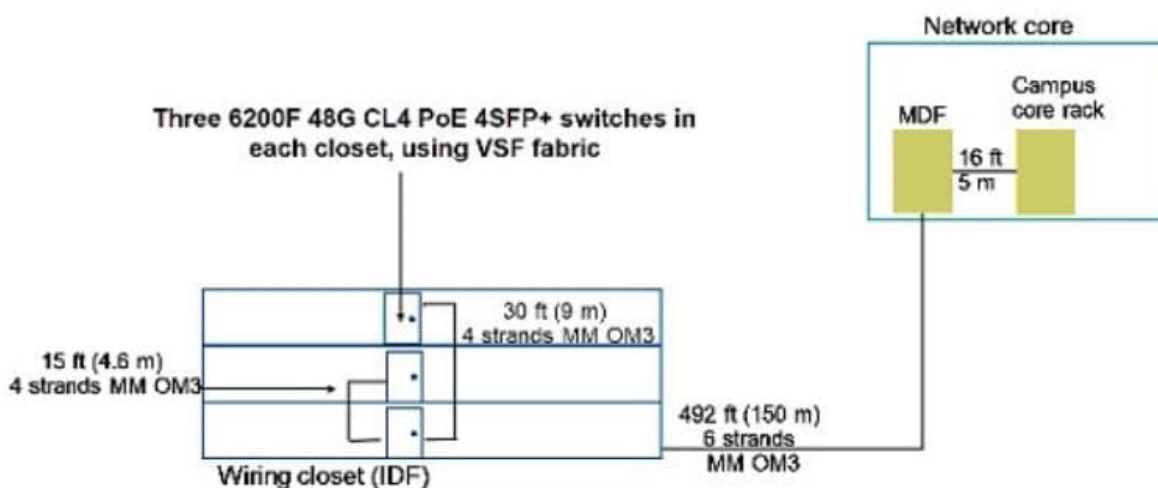 Network core
Campus
core rack
MDF
16 ft
5 m
Three 6200F 48G CL4 PoE 4SFP+ switches in
each closet, using VSF fabric
30 ft (9 m)
4 strands MM OM3
15 ft (4.6 m)
4 strands MM OM3
492 ft (150 m)
6 strands
MM OM3
Wiring closet (IDF)